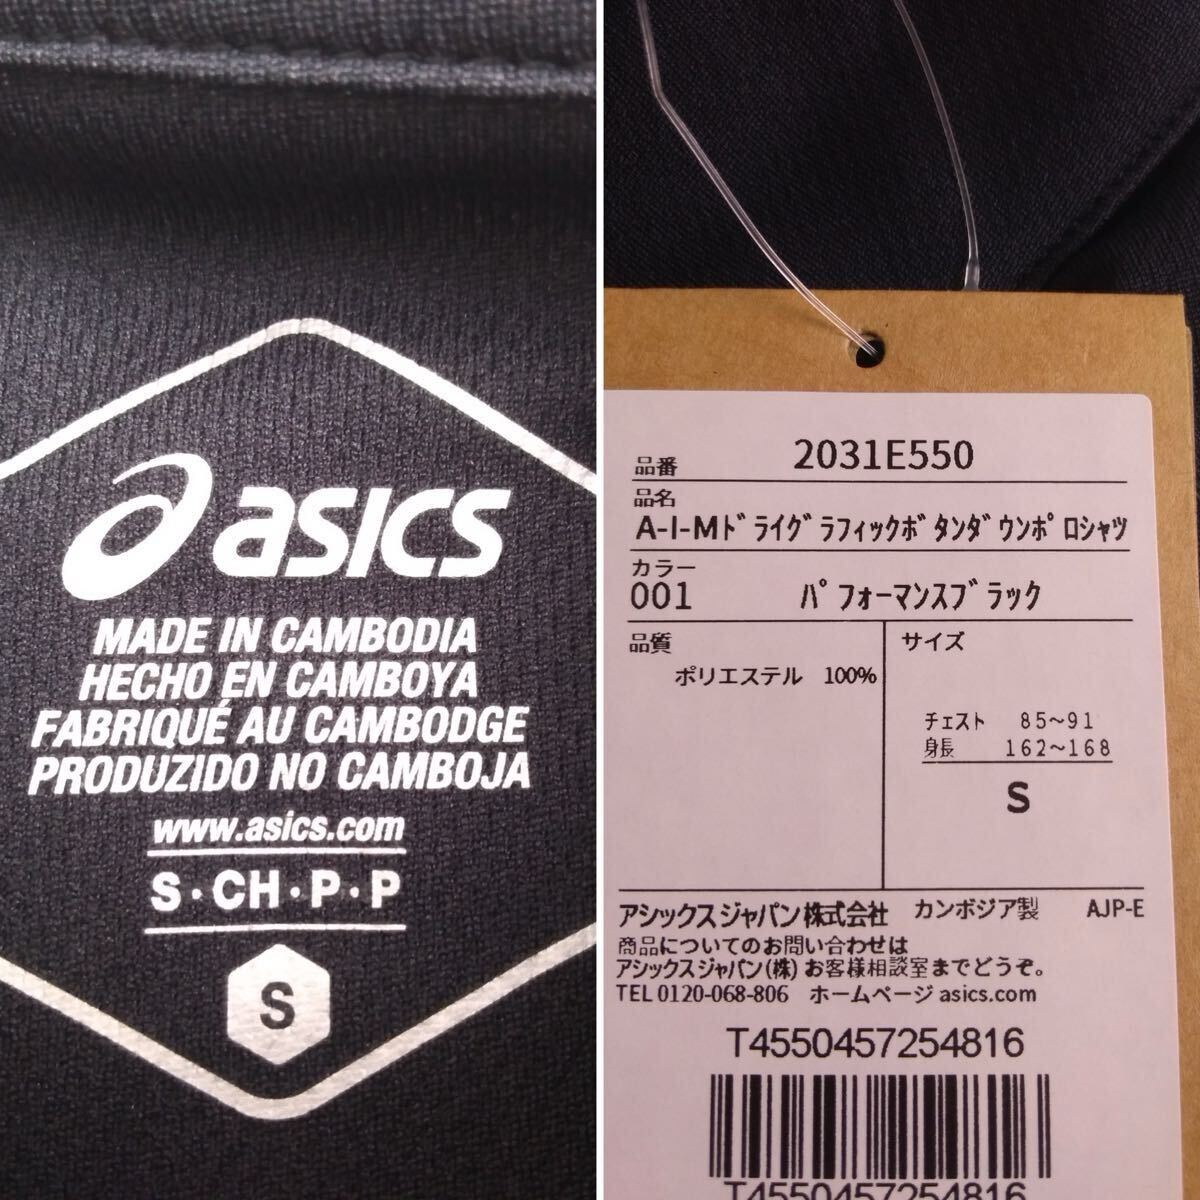 asics
MADE IN CAMBODIA
HECHO EN CAMBOYA
FABRIQUÉ AU CAMBODGE
PRODUZIDO NO CAMBOJA
www.asics.com
S・CH・P・P
S
品番 2031E550
品名
A-I-Mﾄﾞﾗｲｸﾞﾗﾌィｯｸﾎﾞﾀﾝﾀﾞｳﾝﾎﾟﾛｼｬﾂ
カラー
001 ﾊﾟﾌｫｰﾏﾝｽﾌﾞﾗｯｸ
品質
ポリエステル 100%
サイズ
チェスト 85~91
身長 162~168
S
アシックスジャパン株式会社 カンボジア製 AJP-E
商品についてのお問い合わせは
アシックスジャパン(株)お客様相談室までどうぞ。
TEL 0120-068-806 ホームページ asics.com
T4550457254816
T4550457254816